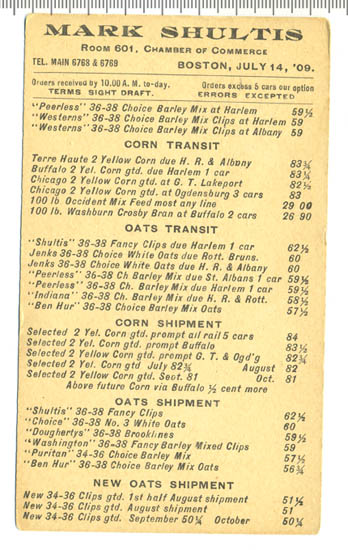 MARK SHULTIS
ROOM 601, CHAMBER OF COMMERCE
TEL. MAIN 6768 & 6769 BOSTON, JULY 14, '09.
Orders received by 10.00 A.M. to-day. Orders excess 5 cars our option
TERMS SIGHT DRAFT. ERRORS EXCEPTED
"Peerless" 36-38 Choice Barley Mix at Harlem 59½
"Westerns" 36-38 Choice Barley Mix Clips at Harlem 59
"Westerns" 36-38 Choice Barley Mix Clips at Albany 59
CORN TRANSIT
Terre Haute 2 Yellow Corn due H. R. & Albany 83¾
Buffalo 2 Yel. Corn gtd. due Harlem 1 car 83¼
Chicago 2 Yellow Corn gtd. at G. T. Lakeport 82½
Chicago 2 Yellow Corn gtd. at Ogdensburg 3 cars 83
100 lb. Occident Mix Feed most any line 29 00
100 lb. Washburn Crosby Bran at Buffalo 2 cars 26 90
OATS TRANSIT
"Shultis" 36-38 Fancy Clips due Harlem 1 car 62½
Jenks 36-38 Choice White Oats due Rott. Bruns. 60
Jenks 36-38 Choice White Oats due H. R. & Albany 60
"Peerless" 36-38 Ch Barley Mix due St. Albans 1 car 59½
"Peerless" 36-38 Ch. Barley Mix due Harlem 1 car 59½
"Indiana" 36-38 Ch. Barley Mix due H. R. & Rott. 58½
"Ben Hur" 36-38 Choice Barley Mix Oats 57½
CORN SHIPMENT
Selected 2 Yel. Corn gtd. prompt all rail 5 cars 84
Selected 2 Yellow Corn gtd. prompt Buffalo 83½
Selected 2 Yellow Corn gtd. prompt G. T. & Ogd'g 82¾
Selected 2 Yellow Corn gtd July 82¾ August 82
Selected 2 Yellow Corn gtd. Sept. 81 Oct. 81
Above future Corn via Buffalo ½ cent more
OATS SHIPMENT
"Shultis" 36-38 Fancy Clips 62½
"Choice" 36-38 No. 3 White Oats 60
"Doughertys" 36-38 Brooklines 59½
"Washington" 36-38 Fancy Barley Mixed Clips 59
"Puritan" 34-36 Choice Barley Mix 57½
"Ben Hur" 36-38 Choice Barley Mix Oats 56¾
NEW OATS SHIPMENT
New 34-36 Clips gtd. 1st half August shipment 51½
New 34-36 Clips gtd. August shipment 51
New 34-36 Clips gtd. September 50¼ October 50¼